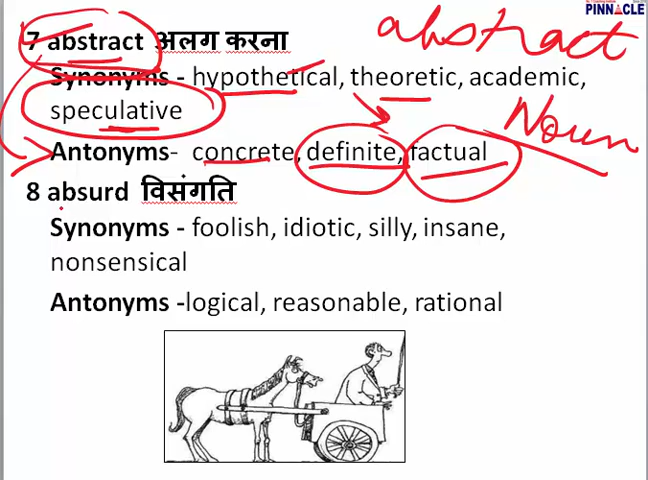 PINNACLE
7 abstract अलग करना
abstract
Synonyms - hypothetical, theoretic, academic,
speculative
Noun
Antonyms- concrete, definite, factual
8 absurd विसंगति
Synonyms - foolish, idiotic, silly, insane,
nonsensical
Antonyms -logical, reasonable, rational